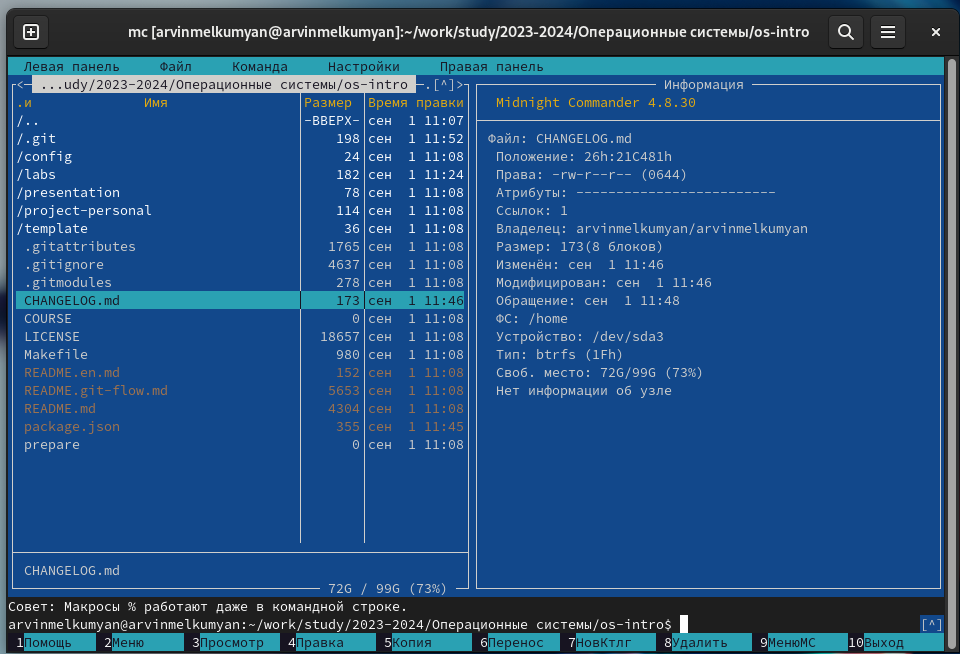 mc [arvinmelkumyan@arvinmelkumyan]:~/work/study/2023-2024/Операционные системы/os-intro
Левая панель Файл Команда Настройки Правая панель
<─ ...udy/2023-2024/Операционные системы/os-intro ─.[^]>
.и Имя Размер Время правки
/.. -ВВЕРХ- сен 1 11:07
/.git 198 сен 1 11:52
/config 24 сен 1 11:08
/labs 182 сен 1 11:24
/presentation 78 сен 1 11:08
/project-personal 114 сен 1 11:08
/template 36 сен 1 11:08
.gitattributes 1765 сен 1 11:08
.gitignore 4637 сен 1 11:08
.gitmodules 278 сен 1 11:08
CHANGELOG.md 173 сен 1 11:46
COURSE 0 сен 1 11:08
LICENSE 18657 сен 1 11:08
Makefile 980 сен 1 11:08
README.en.md 152 сен 1 11:08
README.git-flow.md 5653 сен 1 11:08
README.md 4304 сен 1 11:08
package.json 355 сен 1 11:45
prepare 0 сен 1 11:08
CHANGELOG.md
72G / 99G (73%)
Информация
Midnight Commander 4.8.30
Файл: CHANGELOG.md
Положение: 26h:21C481h
Права: -rw-r--r-- (0644)
Атрибуты: -------------------------
Ссылок: 1
Владелец: arvinmelkumyan/arvinmelkumyan
Размер: 173(8 блоков)
Изменён: сен 1 11:46
Модифицирован: сен 1 11:46
Обращение: сен 1 11:48
ФС: /home
Устройство: /dev/sda3
Тип: btrfs (1Fh)
Своб. место: 72G/99G (73%)
Нет информации об узле
Совет: Макросы % работают даже в командной строке.
arvinmelkumyan@arvinmelkumyan:~/work/study/2023-2024/Операционные системы/os-intro$ [^]
1Помощь 2Меню 3Просмотр 4Правка 5Копия 6Перенос 7НовКтлг 8Удалить 9МенюMC 10Выход